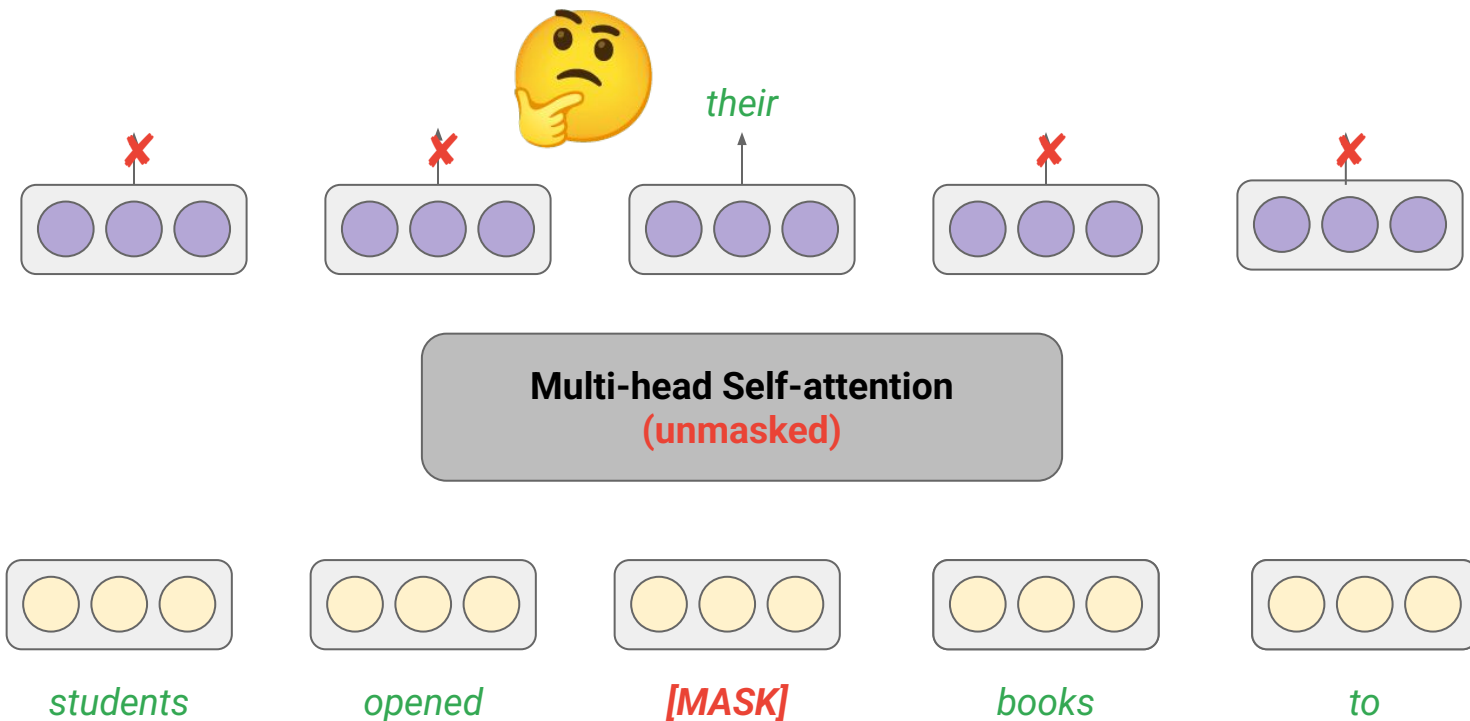 their
Multi-head Self-attention
(unmasked)
students opened [MASK] books to